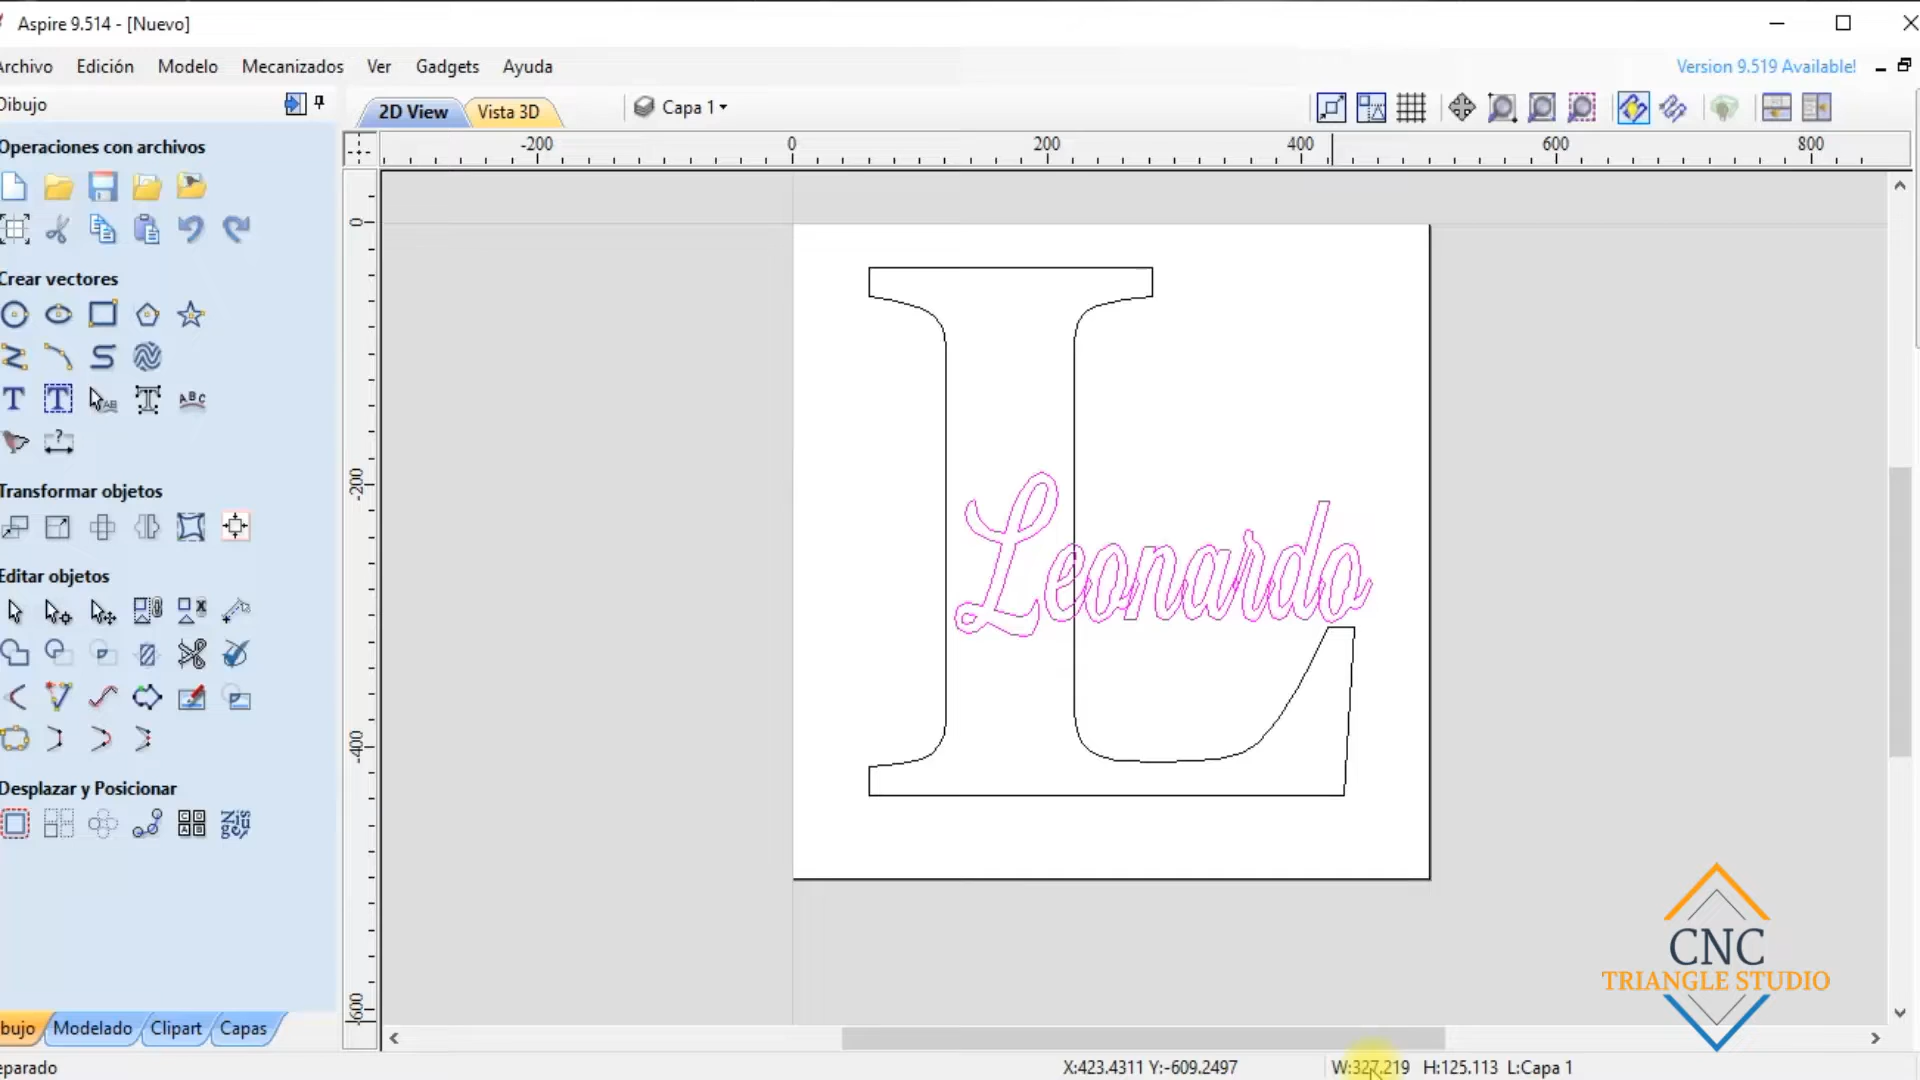 Aspire 9.514 - [Nuevo]
Archivo Edición Modelo Mecanizados Ver Gadgets Ayuda
Version 9.519 Available!
Dibujo
2D View Vista 3D Capa 1
Operaciones con archivos
Crear vectores
Transformar objetos
Editar objetos
Desplazar y Posicionar
-200 0 200 400 600 800
0
-200
-400
-600
L
Leonardo
CNC
TRIANGLE STUDIO
bujo Modelado Clipart Capas
eparado
X:423.4311 Y:-609.2497
W:327.219 H:125.113 L:Capa 1